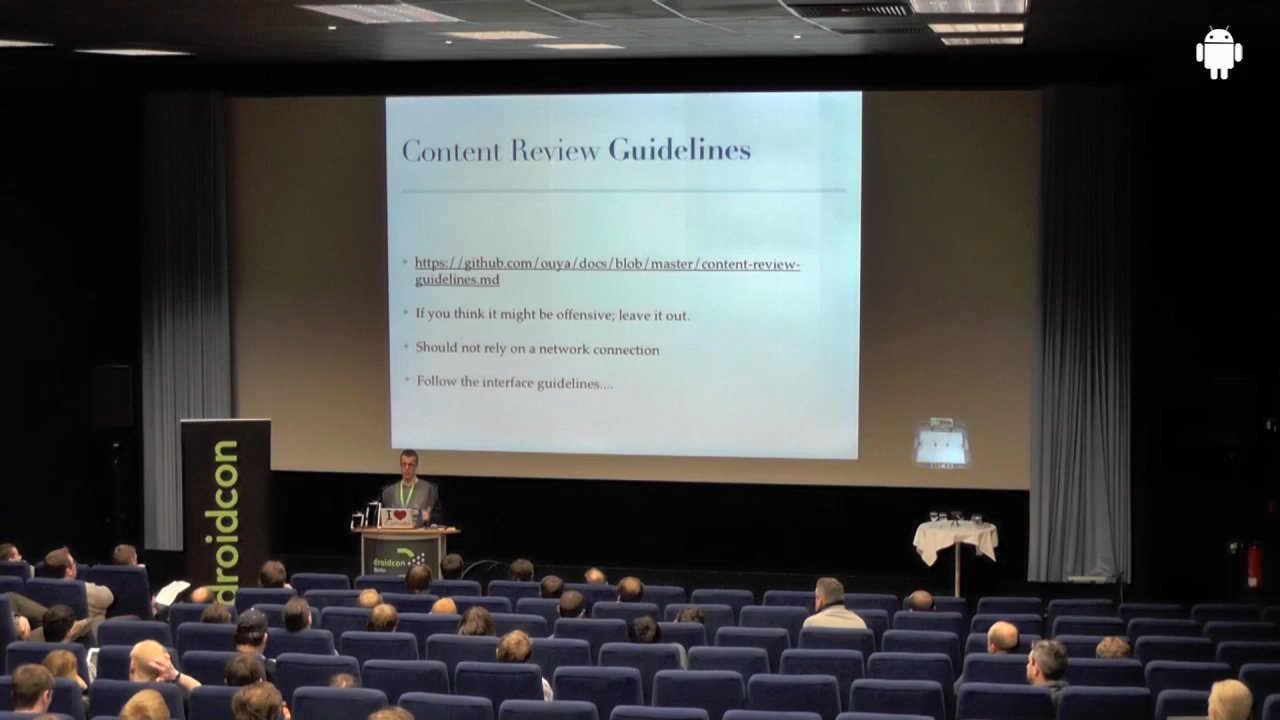 Content Review Guidelines
https://github.com/ouya/docs/blob/master/content-review-
guidelines.md
If you think it might be offensive; leave it out.
Should not rely on a network connection
Follow the interface guidelines....
droidcon
I
droidcon